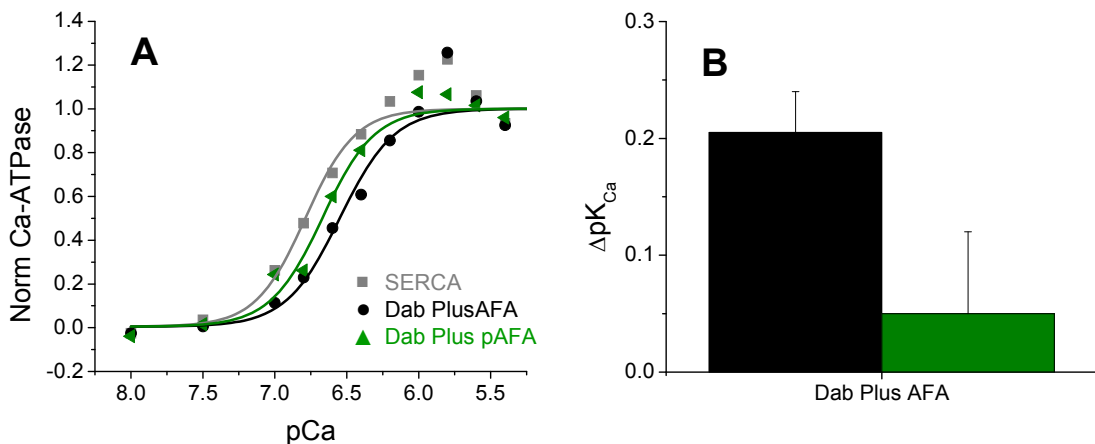 A
1.4
1.2
1.0
0.8
0.6
0.4
0.2
0.0
-0.2
Norm Ca-ATPase
SERCA
Dab PlusAFA
Dab Plus pAFA
8.0 7.5 7.0 6.5 6.0 5.5
pCa
B
0.3
0.2
0.1
0.0
ΔpK_Ca
Dab Plus AFA